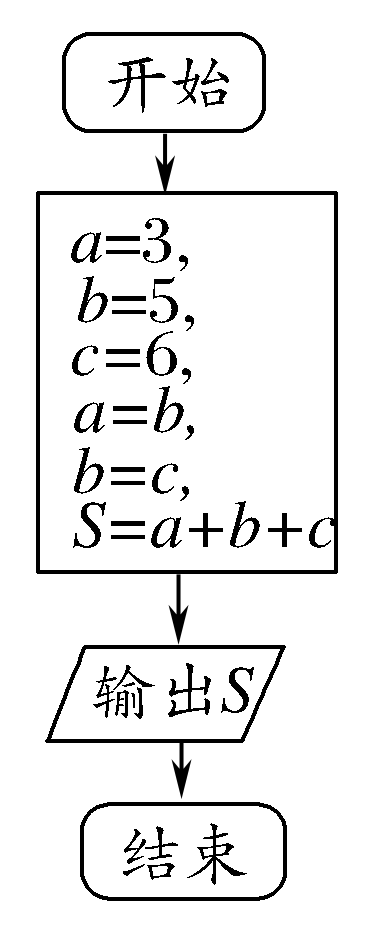 开始
a=3,
b=5,
c=6,
a=b,
b=c,
S=a+b+c
输出S
结束